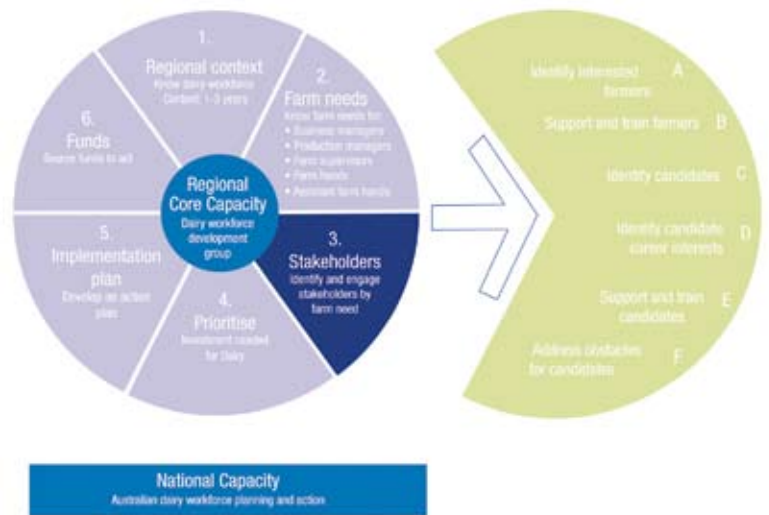 1.
Regional context
Know dairy workforce
Context: 1-3 years
2.
Farm needs
Know farm needs for:
• Business managers
• Production managers
• Farm supervisors
• Farm hands
• Assistant farm hands
3.
Stakeholders
Identify and engage
stakeholders by
farm need
4.
Prioritise
Investment needed
for Dairy
5.
Implementation
plan
Develop an action
plan
6.
Funds
Source funds to act
Regional
Core Capacity
Dairy workforce
development
group
Identify interested
farmers
A
Support and train farmers B
Identify candidates C
Identify candidate
career interests
D
Support and train
candidates
E
Address obstacles
for candidates
F
National Capacity
Australian dairy workforce planning and action